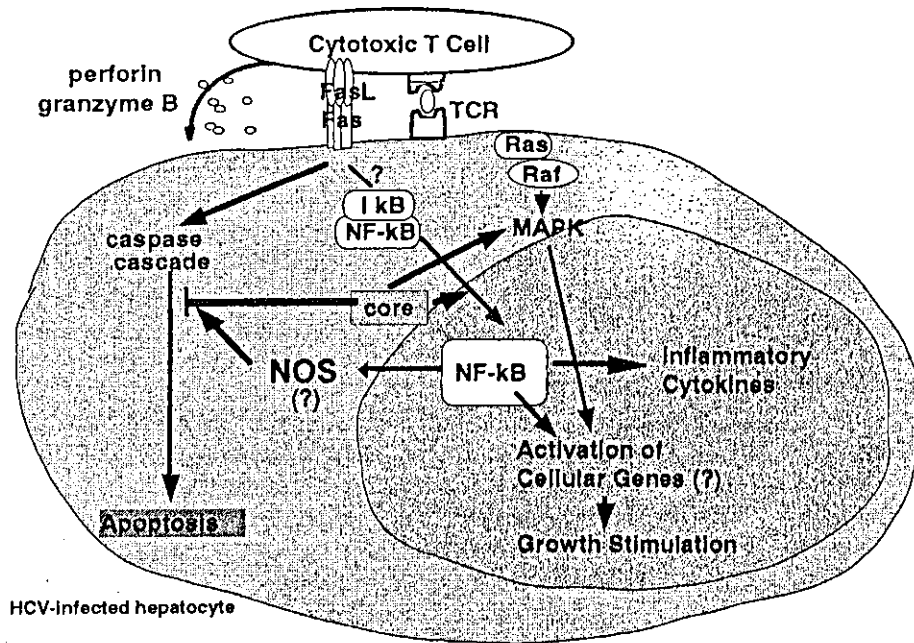 Cytotoxic T Cell
perforin
granzyme B
FasL
Fas
TCR
Ras
Raf
?
I kB
NF-kB
MAPK
caspase
cascade
core
NOS
(?)
NF-kB
Inflammatory
Cytokines
Activation of
Cellular Genes (?)
Apoptosis
Growth Stimulation
HCV-infected hepatocyte